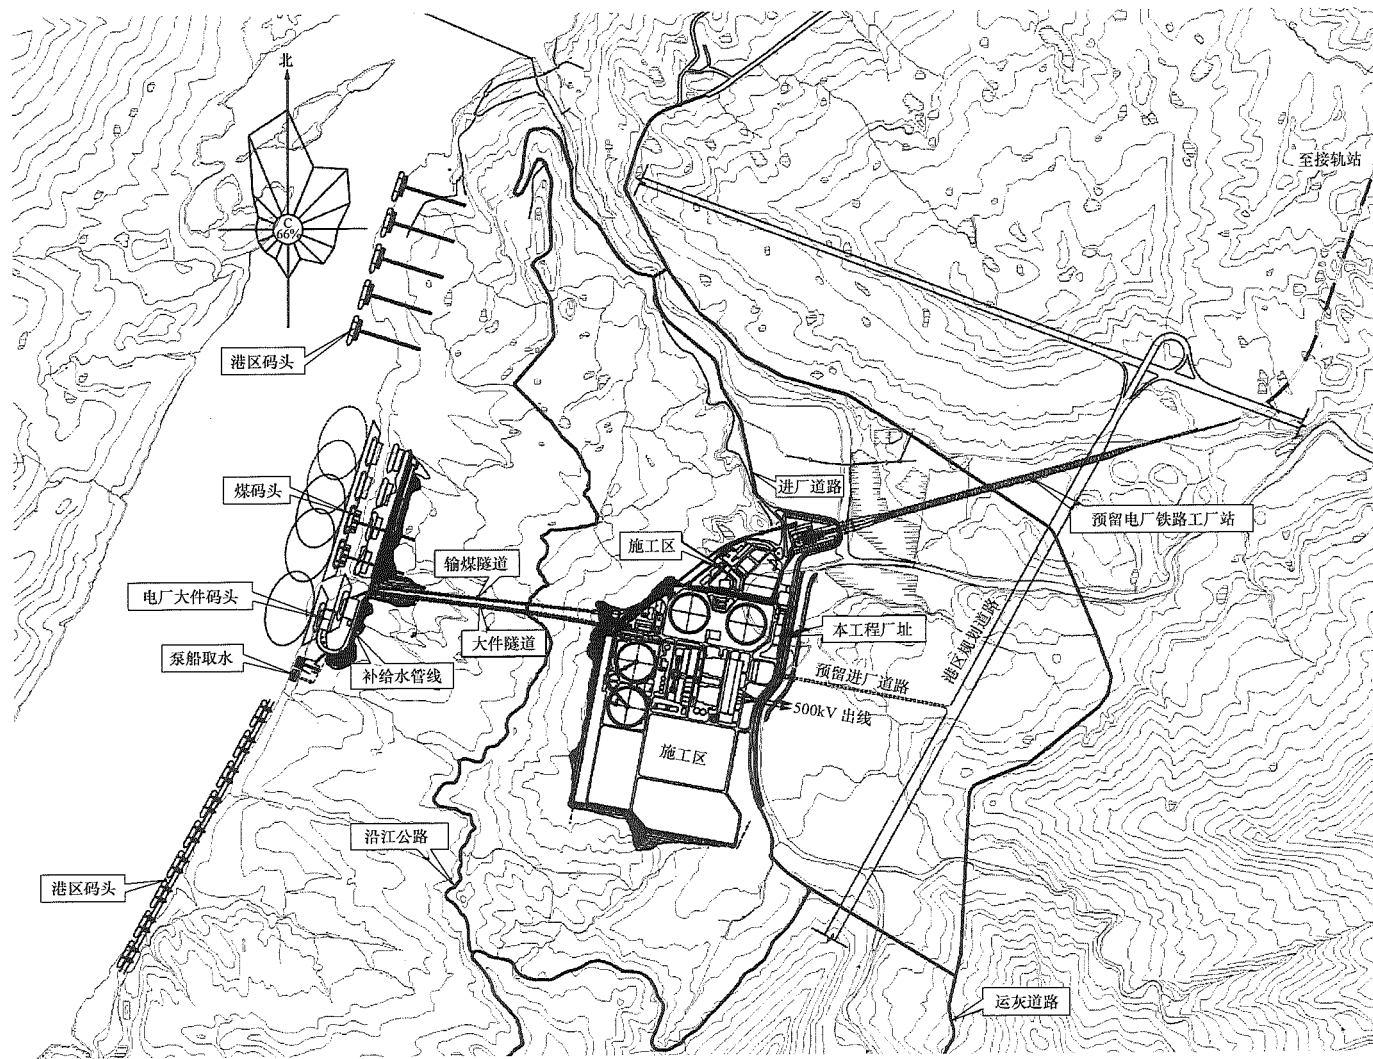 北
至接轨站
C
66%
港区码头
煤码头
进厂道路
预留电厂铁路工厂站
施工区
输煤隧道
电厂大件码头
大件隧道
本工程厂址
泵船取水
补给水管线
预留进厂道路
港区规划道路
500kV 出线
施工区
沿江公路
港区码头
运灰道路